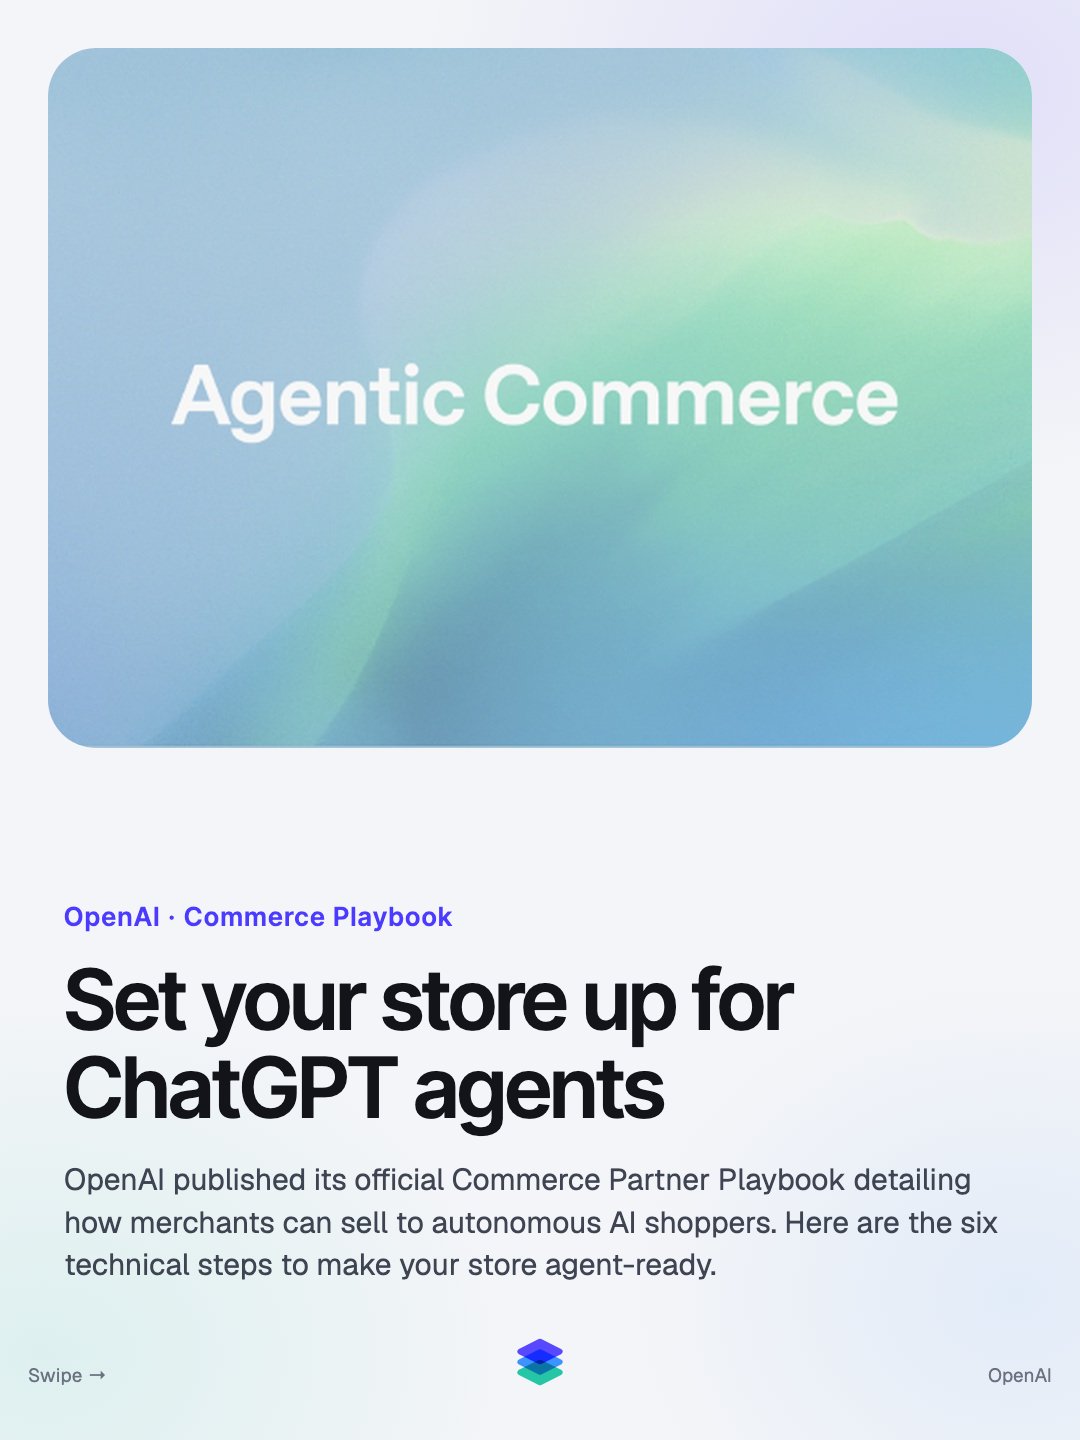 Agentic Commerce
OpenAI · Commerce Playbook
Set your store up for
ChatGPT agents
OpenAI published its official Commerce Partner Playbook detailing
how merchants can sell to autonomous AI shoppers. Here are the six
technical steps to make your store agent-ready.
Swipe →
OpenAI